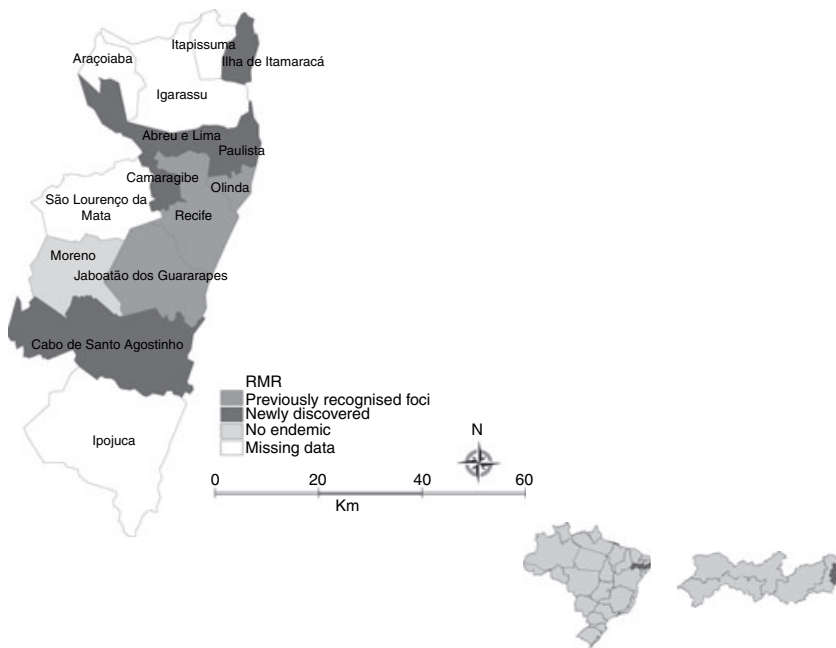 Itapissuma
Araçoiaba
Ilha de Itamaracá
Igarassu
Abreu e Lima
Paulista
Camaragibe
Olinda
São Lourenço da
Mata
Recife
Moreno
Jaboatão dos Guararapes
Cabo de Santo Agostinho
RMR
Previously recognised foci
Newly discovered
No endemic
Missing data
Ipojuca
N
0 20 40 60
Km